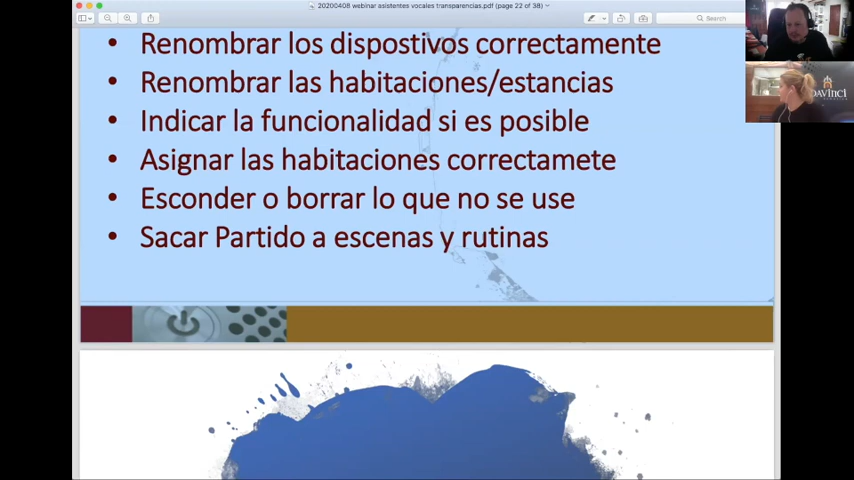 20200408 webinar asistentes vocales transparencias.pdf (page 22 of 38)
Search
• Renombrar los dispostivos correctamente
• Renombrar las habitaciones/estancias
• Indicar la funcionalidad si es posible
• Asignar las habitaciones correctamete
• Esconder o borrar lo que no se use
• Sacar Partido a escenas y rutinas
DAVINCI